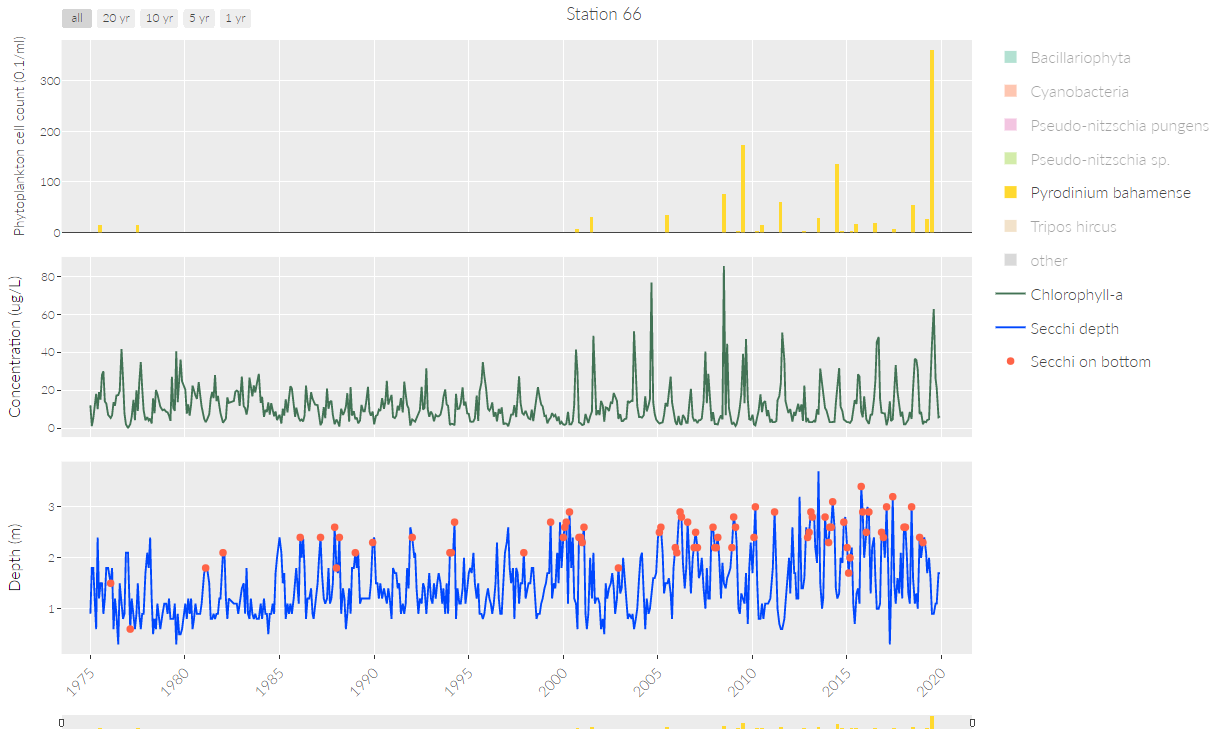 all 20 yr 10 yr 5 yr 1 yr
Station 66
Phytoplankton cell count (0.1/ml)
300
200
100
0
Concentration (ug/L)
80
60
40
20
0
Depth (m)
3
2
1
1975 1980 1985 1990 1995 2000 2005 2010 2015 2020
Bacillariophyta
Cyanobacteria
Pseudo-nitzschia pungens
Pseudo-nitzschia sp.
Pyrodinium bahamense
Tripos hircus
other
Chlorophyll-a
Secchi depth
Secchi on bottom